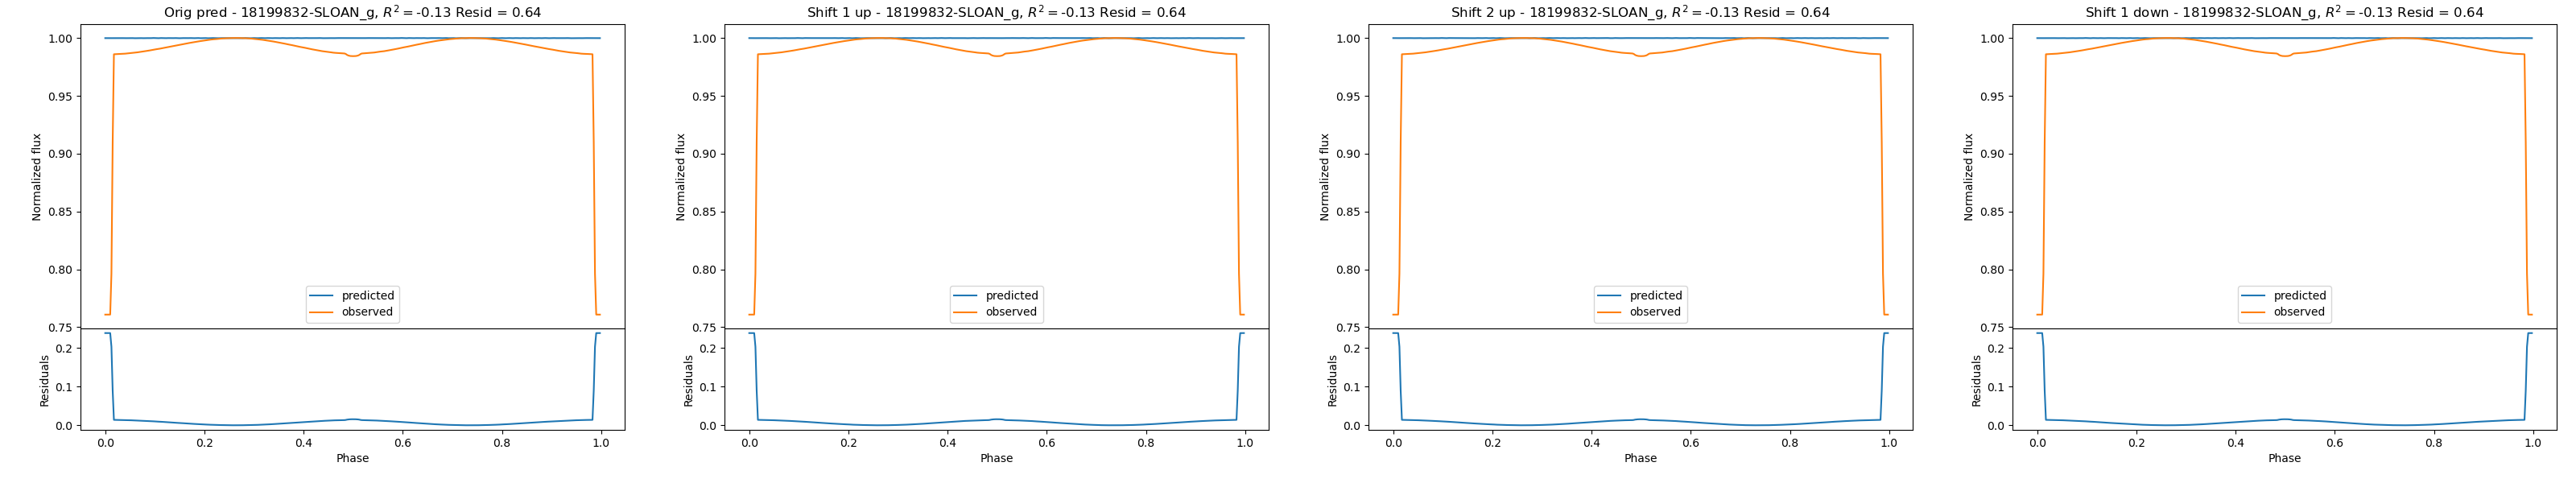 Orig pred - 18199832-SLOAN_g, R² = -0.13 Resid = 0.64
Normalized flux
1.00
0.95
0.90
0.85
0.80
0.75
predicted
observed
Residuals
0.2
0.1
0.0
0.0 0.2 0.4 0.6 0.8 1.0
Phase
Shift 1 up - 18199832-SLOAN_g, R² = -0.13 Resid = 0.64
Normalized flux
1.00
0.95
0.90
0.85
0.80
0.75
predicted
observed
Residuals
0.2
0.1
0.0
0.0 0.2 0.4 0.6 0.8 1.0
Phase
Shift 2 up - 18199832-SLOAN_g, R² = -0.13 Resid = 0.64
Normalized flux
1.00
0.95
0.90
0.85
0.80
0.75
predicted
observed
Residuals
0.2
0.1
0.0
0.0 0.2 0.4 0.6 0.8 1.0
Phase
Shift 1 down - 18199832-SLOAN_g, R² = -0.13 Resid = 0.64
Normalized flux
1.00
0.95
0.90
0.85
0.80
0.75
predicted
observed
Residuals
0.2
0.1
0.0
0.0 0.2 0.4 0.6 0.8 1.0
Phase